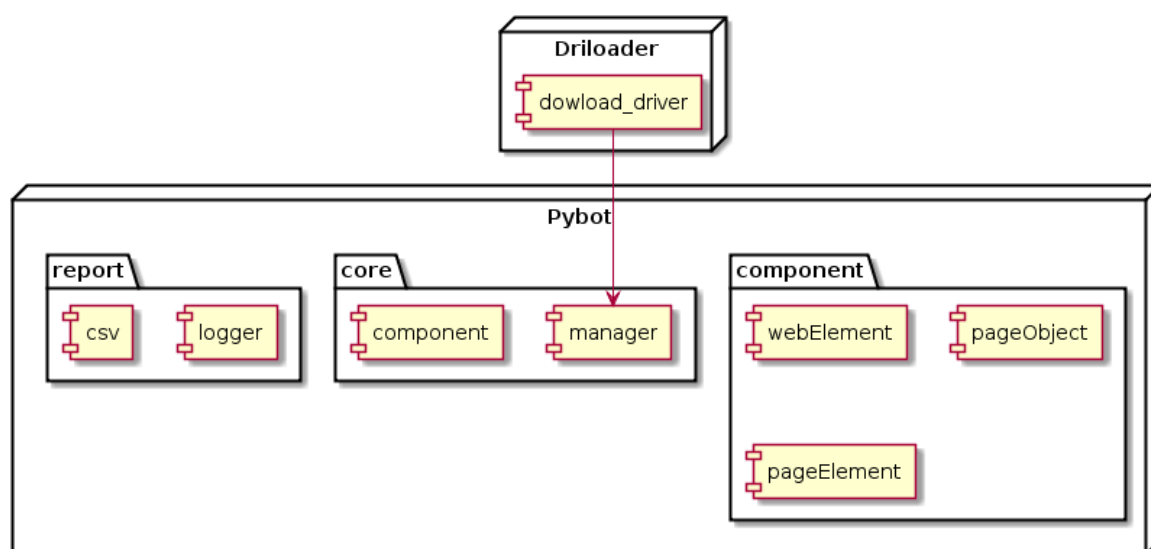 Driloader
dowload_driver
Pybot
report
csv
logger
core
component
manager
component
webElement
pageObject
pageElement